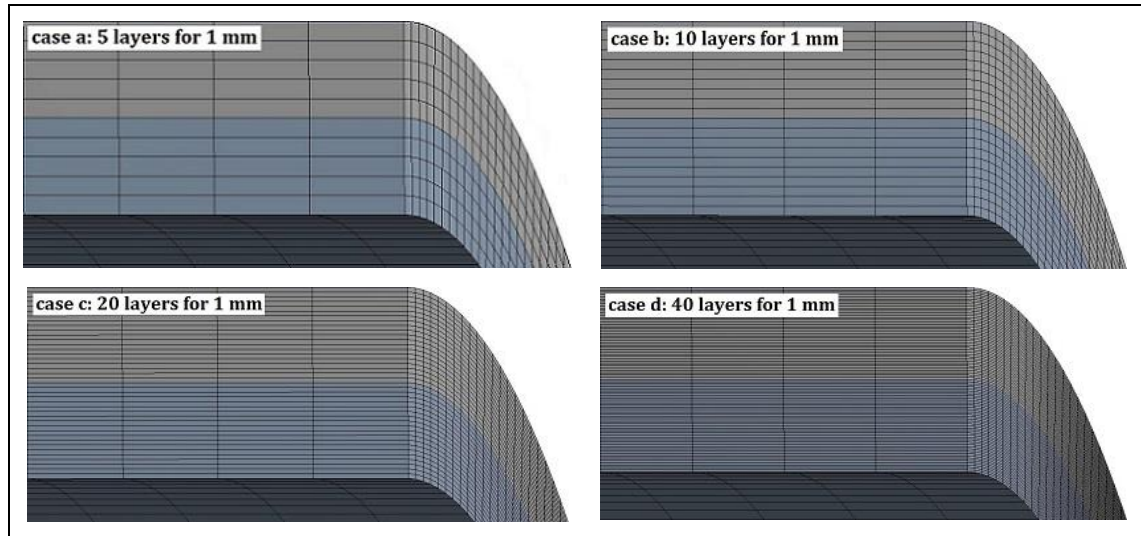 case a: 5 layers for 1 mm
case b: 10 layers for 1 mm
case c: 20 layers for 1 mm
case d: 40 layers for 1 mm